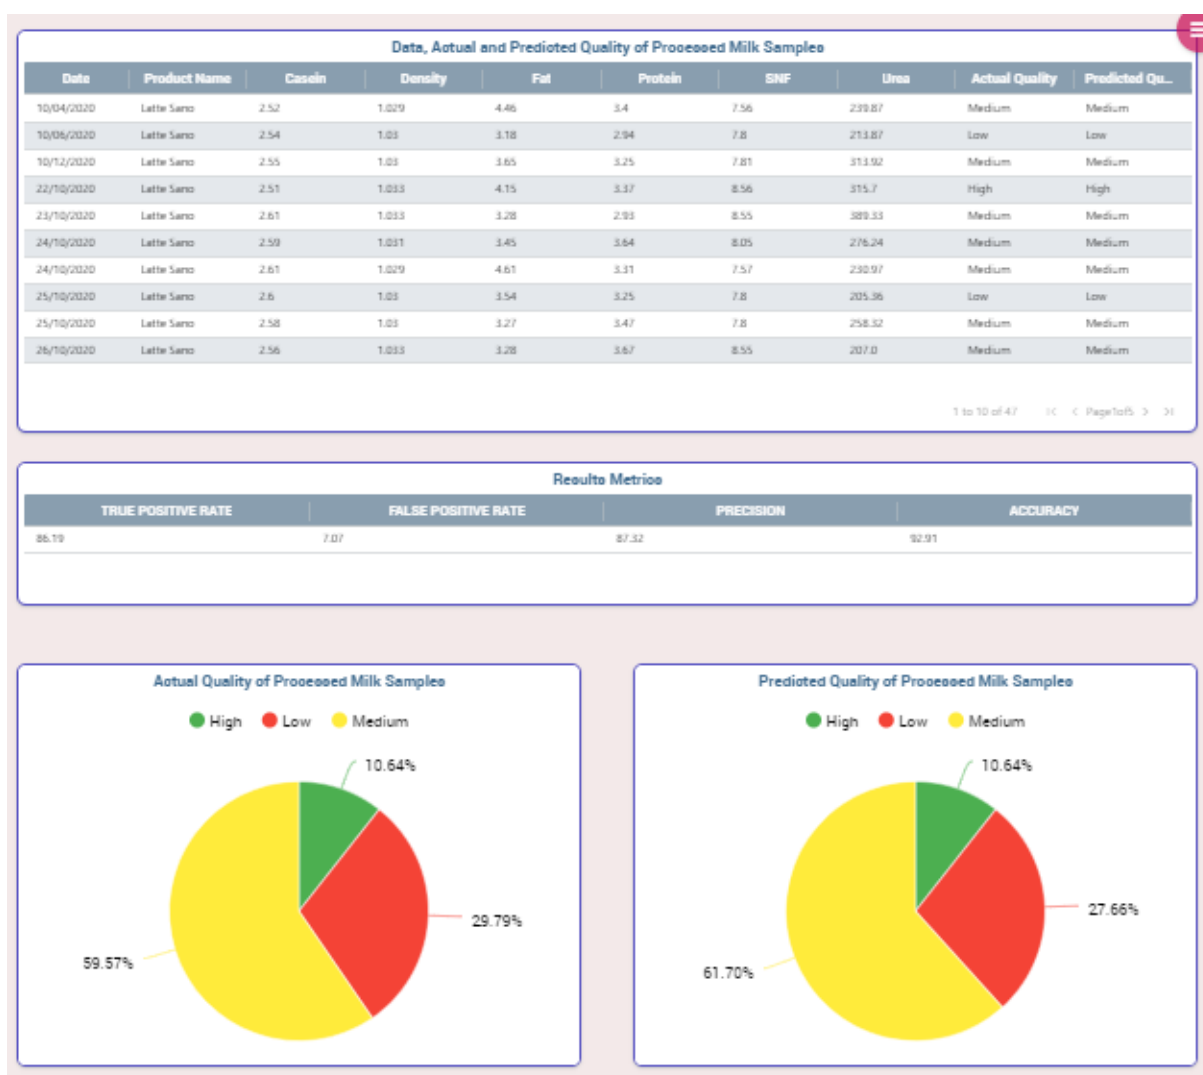 Data, Actual and Predicted Quality of Processed Milk Samples
Date Product Name Casein Density Fat Protein SNF Urea Actual Quality Predicted Qu...
10/04/2020 Latte Sano 2.52 1.029 4.46 3.4 7.56 239.87 Medium Medium
10/06/2020 Latte Sano 2.54 1.03 3.18 2.94 7.8 213.87 Low Low
10/12/2020 Latte Sano 2.55 1.03 3.65 3.25 7.81 313.92 Medium Medium
22/10/2020 Latte Sano 2.51 1.033 4.15 3.37 8.56 315.7 High High
23/10/2020 Latte Sano 2.61 1.033 3.28 2.93 8.55 389.33 Medium Medium
24/10/2020 Latte Sano 2.59 1.031 3.45 3.64 8.05 276.24 Medium Medium
24/10/2020 Latte Sano 2.61 1.029 4.61 3.31 7.57 230.97 Medium Medium
25/10/2020 Latte Sano 2.6 1.03 3.54 3.25 7.8 205.36 Low Low
25/10/2020 Latte Sano 2.58 1.03 3.27 3.47 7.8 258.32 Medium Medium
26/10/2020 Latte Sano 2.56 1.033 3.28 3.67 8.55 207.0 Medium Medium
1 to 10 of 47 Page1of5
Results Metrics
TRUE POSITIVE RATE FALSE POSITIVE RATE PRECISION ACCURACY
86.19 7.07 87.32 92.91
Actual Quality of Processed Milk Samples
High Low Medium
10.64%
29.79%
59.57%
Predicted Quality of Processed Milk Samples
High Low Medium
10.64%
27.66%
61.70%